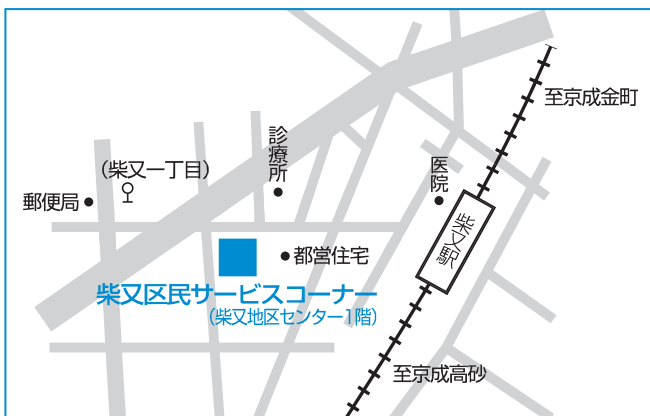 至京成金町
診療所
(柴又一丁目)
医院
郵便局
柴又駅
都営住宅
柴又区民サービスコーナー
(柴又地区センター1階)
至京成高砂